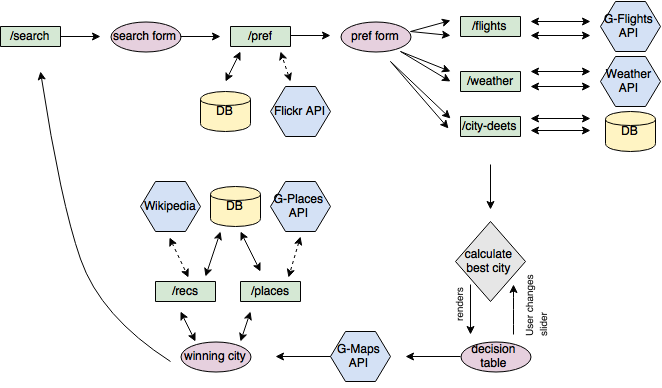 /search
search form
/pref
pref form
/flights
G-Flights
API
/weather
Weather
API
/city-deets
DB
DB
Flickr API
Wikipedia
DB
G-Places
API
/recs
/places
calculate
best city
renders
User changes
slider
winning city
G-Maps
API
decision
table